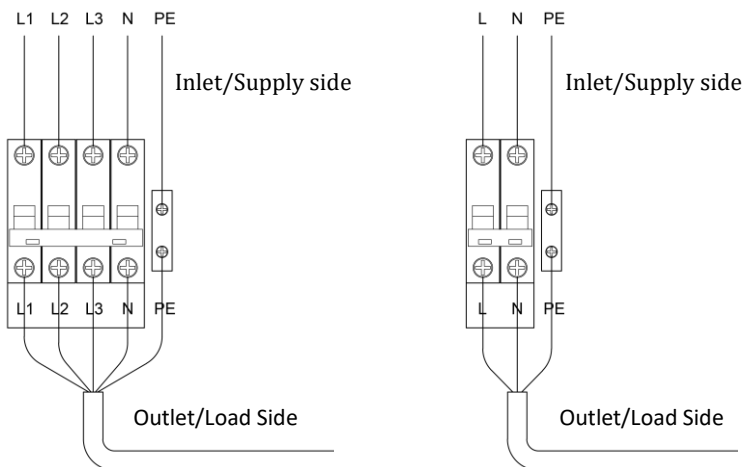 L1 L2 L3 N PE
L N PE
Inlet/Supply side
Inlet/Supply side
L1 L2 L3 N PE
L N PE
Outlet/Load Side
Outlet/Load Side